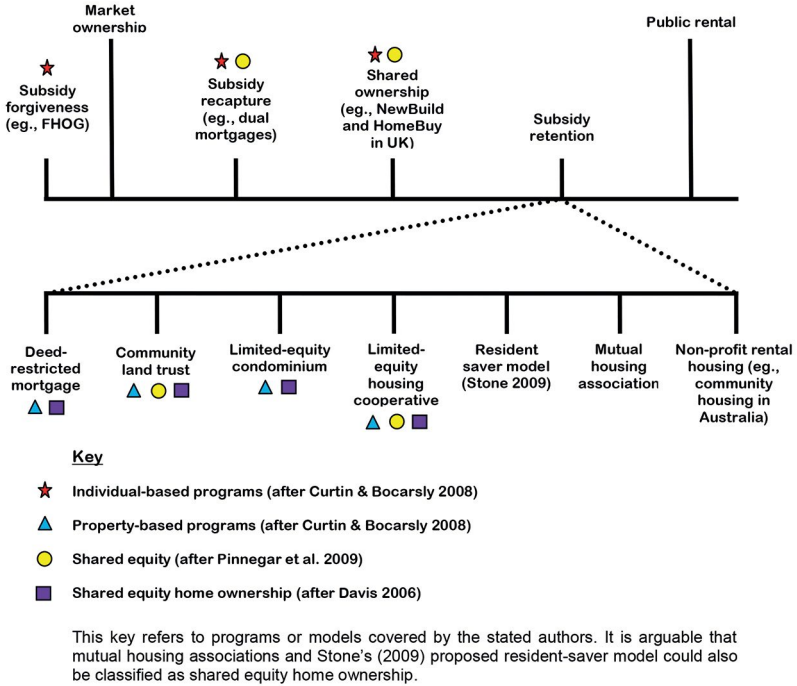 Market
ownership
Public rental
Subsidy
forgiveness
(eg., FHOG)
Subsidy
recapture
(eg., dual
mortgages)
Shared
ownership
(eg., NewBuild
and HomeBuy
in UK)
Subsidy
retention
Deed-
restricted
mortgage
Community
land trust
Limited-equity
condominium
Limited-
equity
housing
cooperative
Resident
saver model
(Stone 2009)
Mutual
housing
association
Non-profit rental
housing (eg.,
community
housing in
Australia)
Key
Individual-based programs (after Curtin & Bocarsly 2008)
Property-based programs (after Curtin & Bocarsly 2008)
Shared equity (after Pinnegar et al. 2009)
Shared equity home ownership (after Davis 2006)
This key refers to programs or models covered by the stated authors. It is arguable that
mutual housing associations and Stone's (2009) proposed resident-saver model could also
be classified as shared equity home ownership.